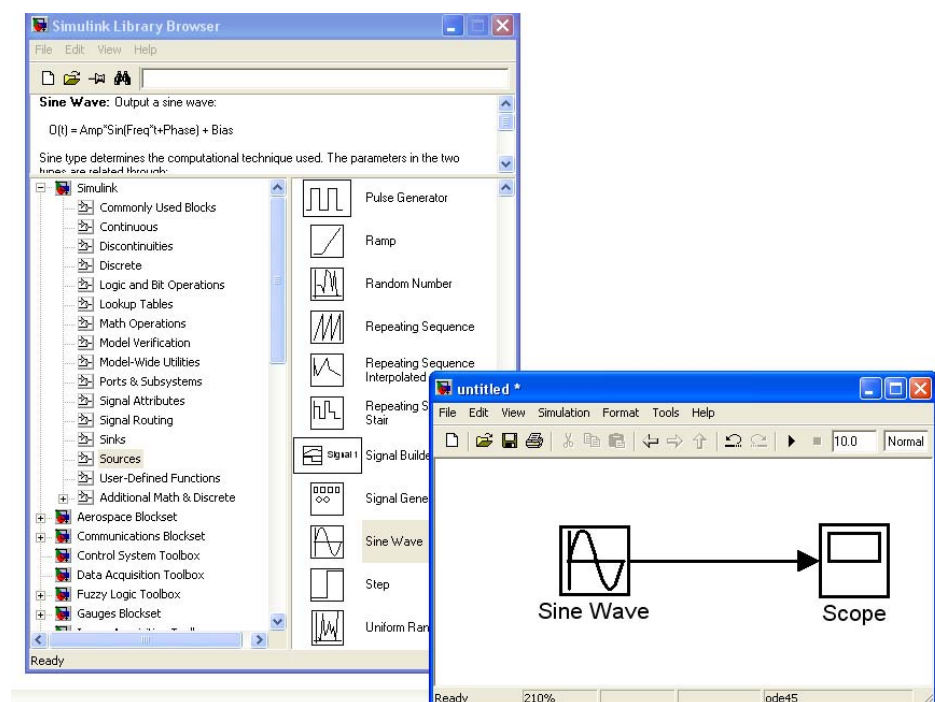 Simulink Library Browser
File Edit View Help
Sine Wave: Output a sine wave:
O(t) = Amp*Sin(Freq*t+Phase) + Bias
Sine type determines the computational technique used. The parameters in the two
types are related through:
Simulink
Commonly Used Blocks
Continuous
Discontinuities
Discrete
Logic and Bit Operations
Lookup Tables
Math Operations
Model Verification
Model-Wide Utilities
Ports & Subsystems
Signal Attributes
Signal Routing
Sinks
Sources
User-Defined Functions
Additional Math & Discrete
Aerospace Blockset
Communications Blockset
Control System Toolbox
Data Acquisition Toolbox
Fuzzy Logic Toolbox
Gauges Blockset
Pulse Generator
Ramp
Random Number
Repeating Sequence
Repeating Sequence
Interpolated
Repeating S
Stair
Signal 1
Signal Builde
Signal Gene
Sine Wave
Step
Uniform Ran
Ready
untitled *
File Edit View Simulation Format Tools Help
10.0 Normal
Sine Wave
Scope
Ready 210% ode45